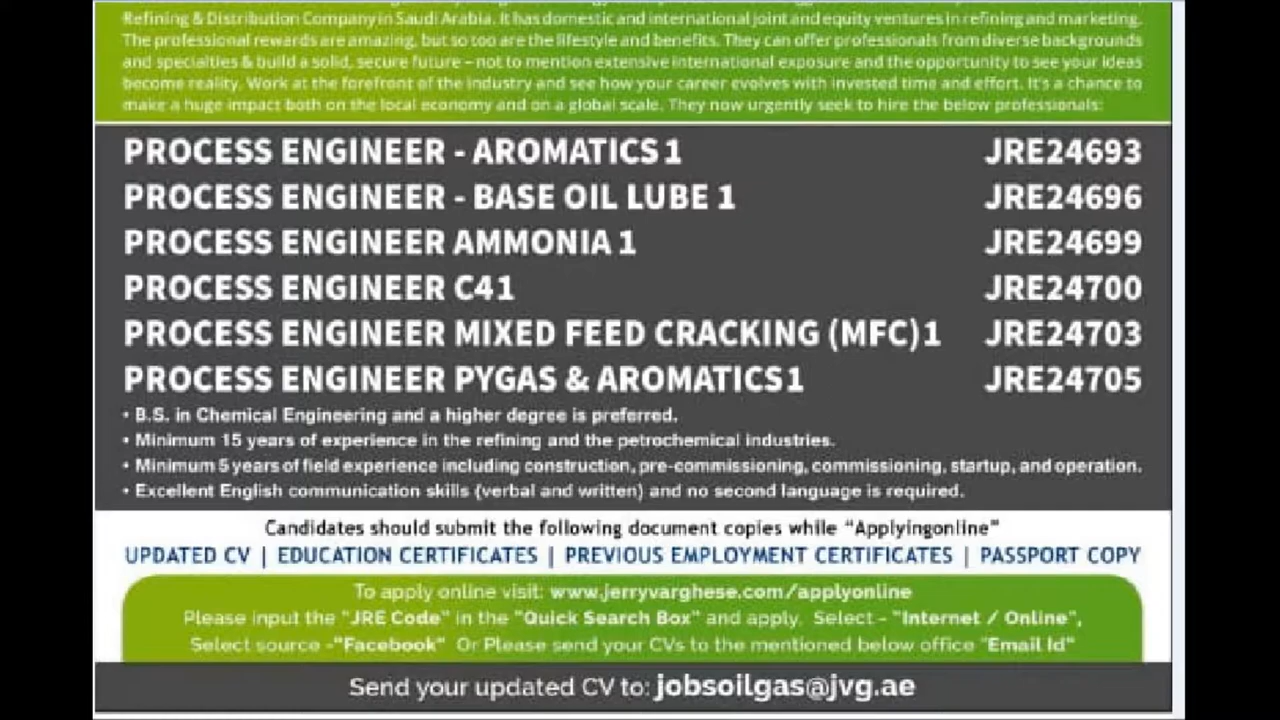 Refining & Distribution Company in Saudi Arabia. It has domestic and international joint and equity ventures in refining and marketing.
The professional rewards are amazing, but so too are the lifestyle and benefits. They can offer professionals from diverse backgrounds
and specialties & build a solid, secure future – not to mention extensive international exposure and the opportunity to see your ideas
become reality. Work at the forefront of the industry and see how your career evolves with invested time and effort. It's a chance to
make a huge impact both on the local economy and on a global scale. They now urgently seek to hire the below professionals:
PROCESS ENGINEER - AROMATICS 1 JRE24693
PROCESS ENGINEER - BASE OIL LUBE 1 JRE24696
PROCESS ENGINEER AMMONIA 1 JRE24699
PROCESS ENGINEER C4 1 JRE24700
PROCESS ENGINEER MIXED FEED CRACKING (MFC) 1 JRE24703
PROCESS ENGINEER PYGAS & AROMATICS 1 JRE24705
• B.S. in Chemical Engineering and a higher degree is preferred.
• Minimum 15 years of experience in the refining and the petrochemical industries.
• Minimum 5 years of field experience including construction, pre-commissioning, commissioning, startup, and operation.
• Excellent English communication skills (verbal and written) and no second language is required.
Candidates should submit the following document copies while “Applyingonline”
UPDATED CV | EDUCATION CERTIFICATES | PREVIOUS EMPLOYMENT CERTIFICATES | PASSPORT COPY
To apply online visit: www.jerryvarghese.com/applyonline
Please input the "JRE Code" in the "Quick Search Box" and apply. Select - "Internet / Online",
Select source -"Facebook" Or Please send your CVs to the mentioned below office "Email Id"
Send your updated CV to: jobsoilgas@jvg.ae